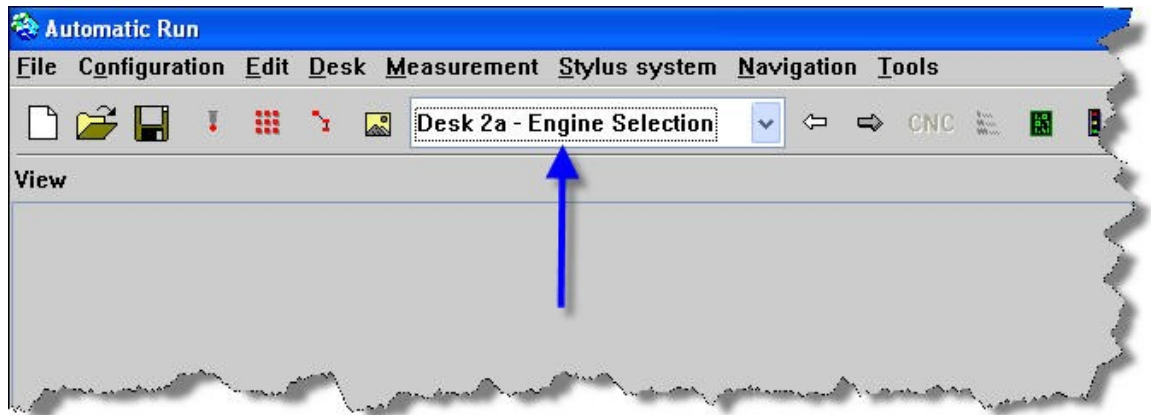 Automatic Run
File Configuration Edit Desk Measurement Stylus system Navigation Tools
Desk 2a - Engine Selection CNC
View